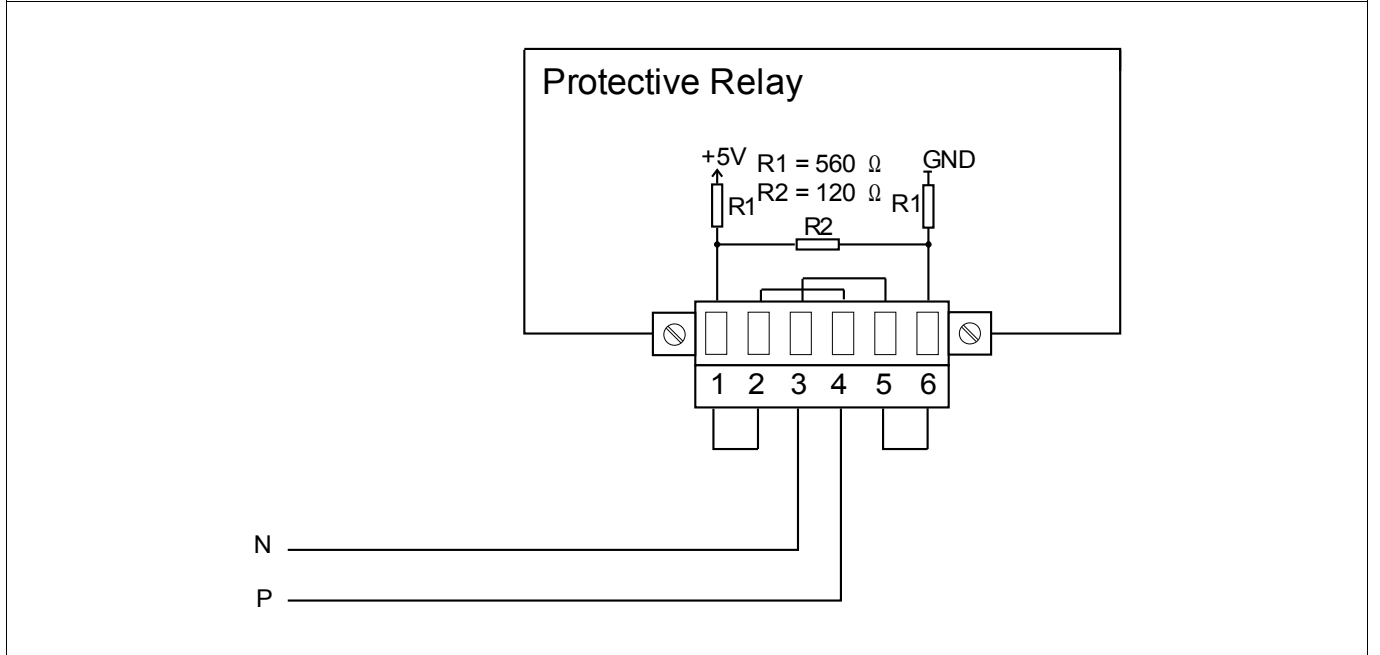 Protective Relay
+5V
R1 = 560 Ω
GND
R2 = 120 Ω
R1
R1
R2
1 2 3 4 5 6
N
P